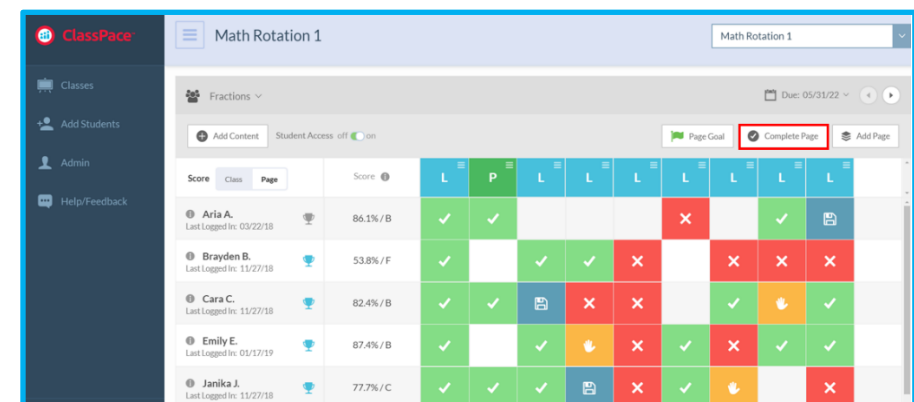 ClassPace
Math Rotation 1
Math Rotation 1
Classes
Add Students
Admin
Help/Feedback
Fractions
Due: 05/31/22
Add Content Student Access off on
Page Goal Complete Page Add Page
Score Class Page Score L P L L L L L L L
Aria A. 86.1% / B
Last Logged In: 03/22/18
Brayden B. 53.8% / F
Last Logged In: 11/27/18
Cara C. 82.4% / B
Last Logged In: 11/27/18
Emily E. 87.4% / B
Last Logged In: 01/17/19
Janika J. 77.7% / C
Last Logged In: 11/27/18